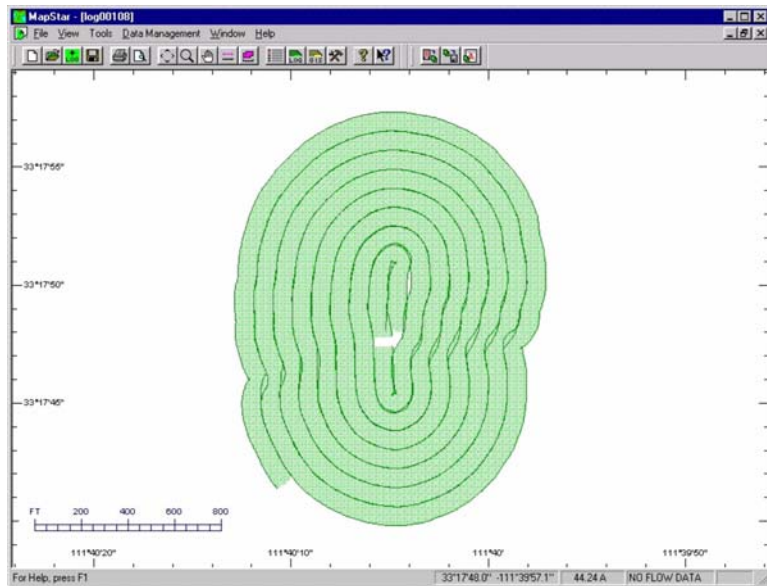 MapStar - [log00108]
File View Tools Data Management Window Help
LOG GIS
33°17'55"
33°17'50"
33°17'45"
FT 200 400 600 800
111°40'20" 111°40'10" 111°40' 111°39'50"
For Help, press F1 33°17'48.0" -111°39'57.1" 44.24 A NO FLOW DATA